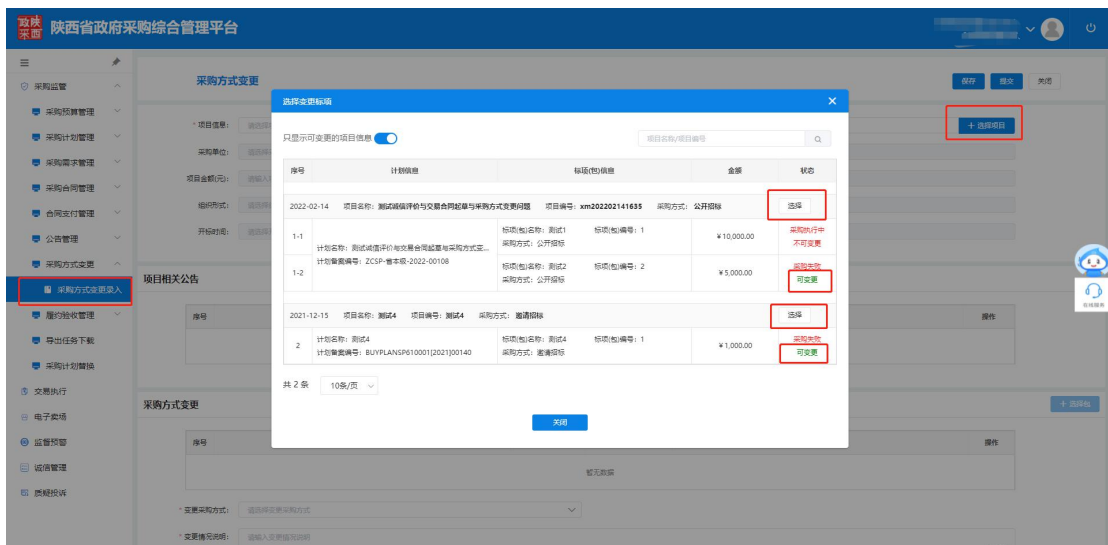 政陕
采西
陕西省政府采购综合管理平台
采购监管
采购预算管理
采购计划管理
采购需求管理
采购合同管理
合同支付管理
公告管理
采购方式变更
采购方式变更录入
履约验收管理
导出任务下载
采购计划替换
交易执行
电子卖场
监督预警
诚信管理
质疑投诉
采购方式变更
保存 提交 关闭
* 项目信息:
+ 选择项目
采购单位:
项目金额(元):
组织形式:
开标时间:
选择变更标项
只显示可变更的项目信息
项目名称/项目编号
序号 计划信息 标项(包)信息 金额 状态
2022-02-14 项目名称: 测试诚信评价与交易合同起草与采购方式变更问题 项目编号: xm202202141635 采购方式: 公开招标 选择
1-1
计划名称: 测试诚信评价与交易合同起草与采购方式变...
计划备案编号: ZCSP-省本级-2022-00108
标项(包)名称: 测试1 标项(包)编号: 1
采购方式: 公开招标
¥ 10,000.00
采购执行中
不可变更
1-2
标项(包)名称: 测试2 标项(包)编号: 2
采购方式: 公开招标
¥ 5,000.00
采购失败
可变更
2021-12-15 项目名称: 测试4 项目编号: 测试4 采购方式: 邀请招标 选择
2
计划名称: 测试4
计划备案编号: BUYPLANSP610001[2021]00140
标项(包)名称: 测试4 标项(包)编号: 1
采购方式: 邀请招标
¥ 1,000.00
采购失败
可变更
共 2 条 10条/页
关闭
项目相关公告
序号 操作
采购方式变更
+ 选择包
序号 操作
暂无数据
* 变更采购方式: 请选择变更采购方式
* 变更情况说明: 请输入变更情况说明
在线服务